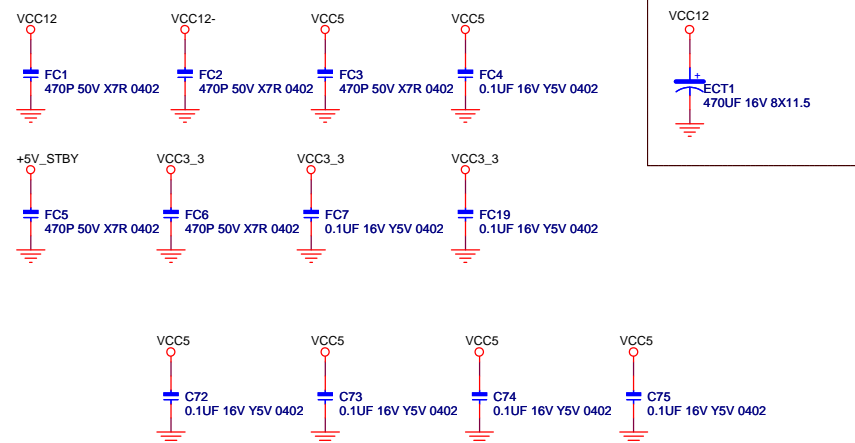 VCC12
VCC12-
VCC5
VCC5
VCC12
FC1
470P 50V X7R 0402
FC2
470P 50V X7R 0402
FC3
470P 50V X7R 0402
FC4
0.1UF 16V Y5V 0402
+
ECT1
470UF 16V 8X11.5
+5V_STBY
VCC3_3
VCC3_3
VCC3_3
FC5
470P 50V X7R 0402
FC6
470P 50V X7R 0402
FC7
0.1UF 16V Y5V 0402
FC19
0.1UF 16V Y5V 0402
VCC5
VCC5
VCC5
VCC5
C72
0.1UF 16V Y5V 0402
C73
0.1UF 16V Y5V 0402
C74
0.1UF 16V Y5V 0402
C75
0.1UF 16V Y5V 0402